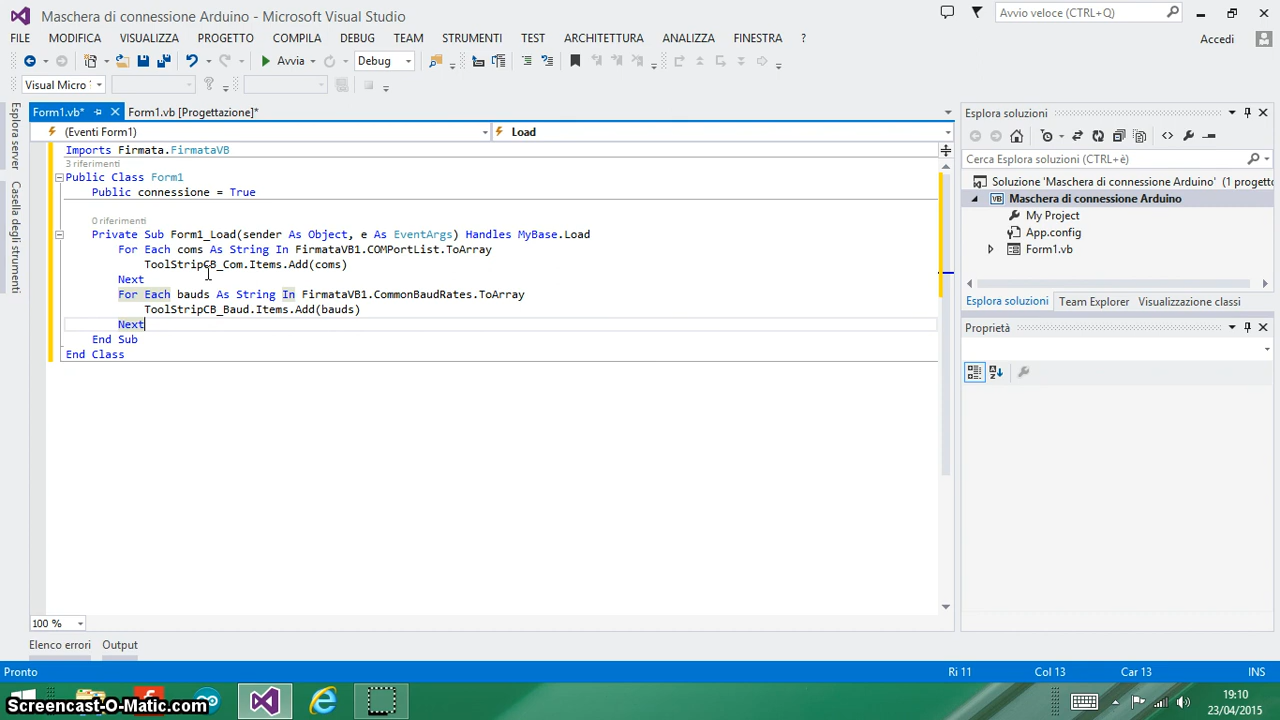 Maschera di connessione Arduino - Microsoft Visual Studio
Avvio veloce (CTRL+Q)
FILE MODIFICA VISUALIZZA PROGETTO COMPILA DEBUG TEAM STRUMENTI TEST ARCHITETTURA ANALIZZA FINESTRA ?
Accedi
Avvia Debug
Visual Micro
Form1.vb* Form1.vb [Progettazione]*
(Eventi Form1) Load
Imports Firmata.FirmataVB
3 riferimenti
Public Class Form1
Public connessione = True
0 riferimenti
Private Sub Form1_Load(sender As Object, e As EventArgs) Handles MyBase.Load
For Each coms As String In FirmataVB1.COMPortList.ToArray
ToolStripCB_Com.Items.Add(coms)
Next
For Each bauds As String In FirmataVB1.CommonBaudRates.ToArray
ToolStripCB_Baud.Items.Add(bauds)
Next
End Sub
End Class
100 %
Esplora server
Casella degli strumenti
Esplora soluzioni
Cerca Esplora soluzioni (CTRL+è)
Soluzione 'Maschera di connessione Arduino' (1 progetto
VB Maschera di connessione Arduino
My Project
App.config
VB Form1.vb
Esplora soluzioni Team Explorer Visualizzazione classi
Proprietà
Elenco errori Output
Pronto Ri 11 Col 13 Car 13 INS
Screencast-O-Matic.com
19:10
23/04/2015